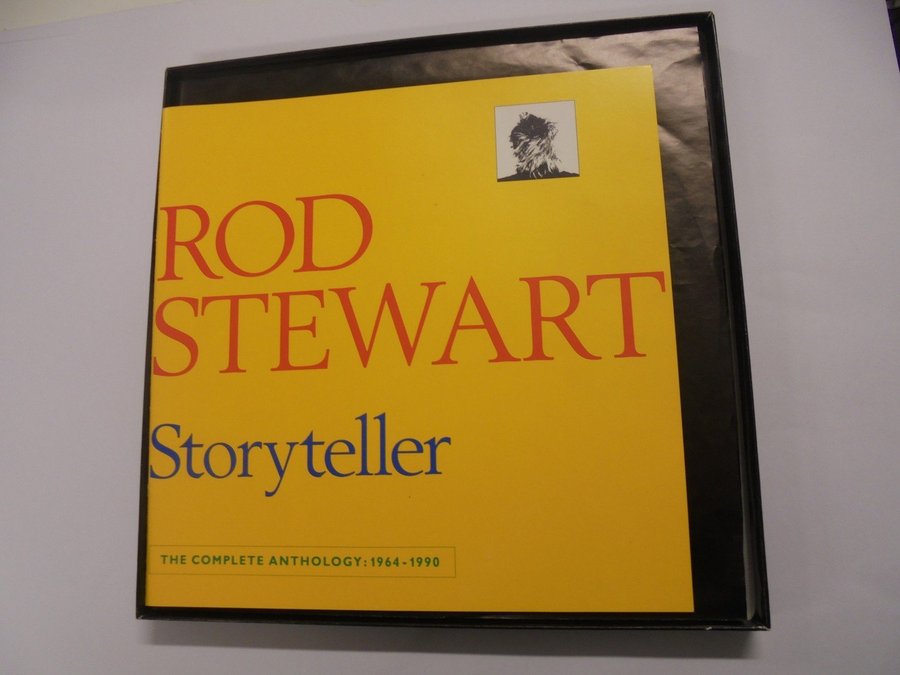 ROD
STEWART
Storyteller
THE COMPLETE ANTHOLOGY: 1964-1990